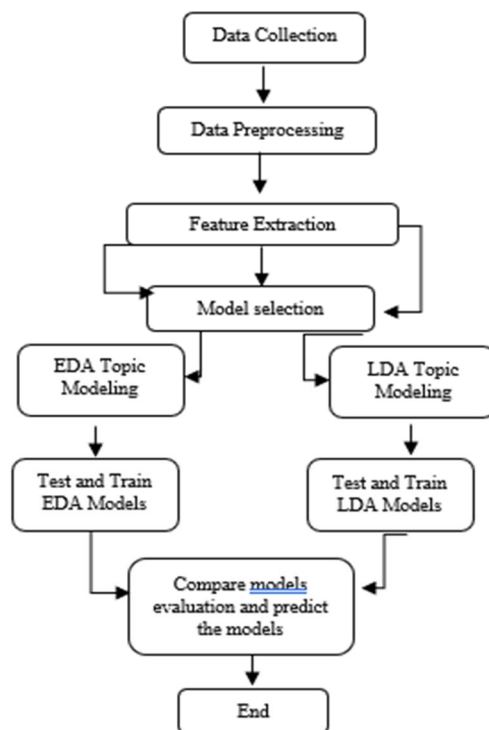 Data Collection
Data Preprocessing
Feature Extraction
Model selection
EDA Topic
Modeling
LDA Topic
Modeling
Test and Train
EDA Models
Test and Train
LDA Models
Compare models
evaluation and predict
the models
End